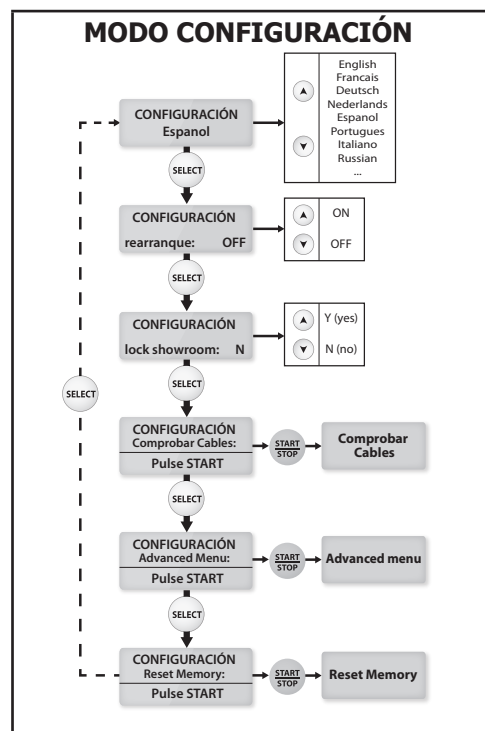 MODO CONFIGURACIÓN
CONFIGURACIÓN
Espanol
English
Francais
Deutsch
Nederlands
Espanol
Portugues
Italiano
Russian
...
SELECT
CONFIGURACIÓN
rearranque: OFF
ON
OFF
SELECT
CONFIGURACIÓN
lock showroom: N
Y (yes)
N (no)
SELECT
SELECT
CONFIGURACIÓN
Comprobar Cables:
Pulse START
START
STOP
Comprobar
Cables
SELECT
CONFIGURACIÓN
Advanced Menu:
Pulse START
START
STOP
Advanced menu
SELECT
CONFIGURACIÓN
Reset Memory:
Pulse START
START
STOP
Reset Memory